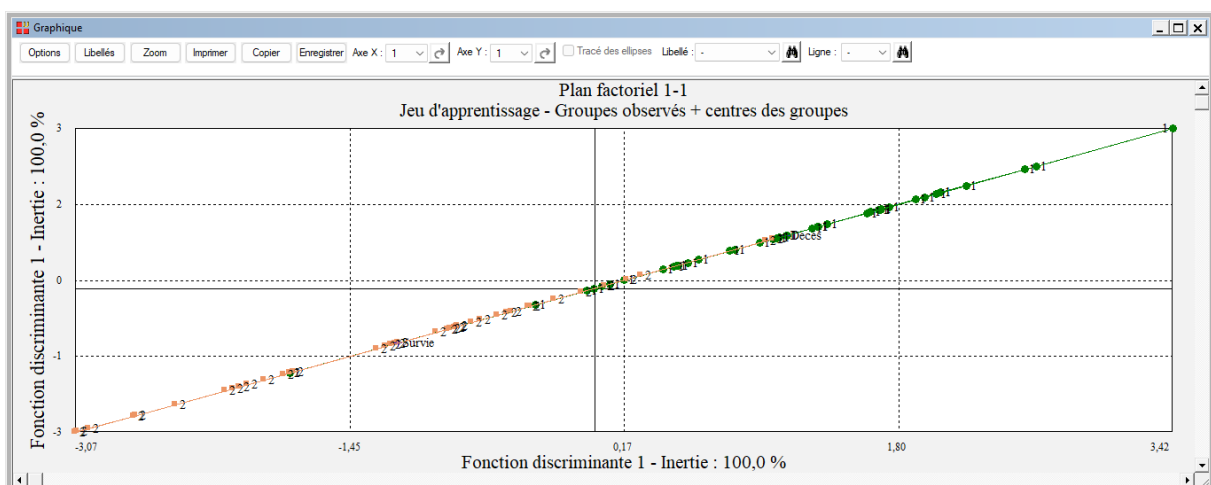 Graphique
Options Libellés Zoom Imprimer Copier Enregistrer Axe X : 1 Axe Y : 1 Tracé des ellipses Libellé : - Ligne : -
Plan factoriel 1-1
Jeu d'apprentissage - Groupes observés + centres des groupes
Fonction discriminante 1 - Inertie : 100,0 %
3
2
0
-1
-3
Décès
Survie
-3,07 -1,45 0,17 1,80 3,42
Fonction discriminante 1 - Inertie : 100,0 %